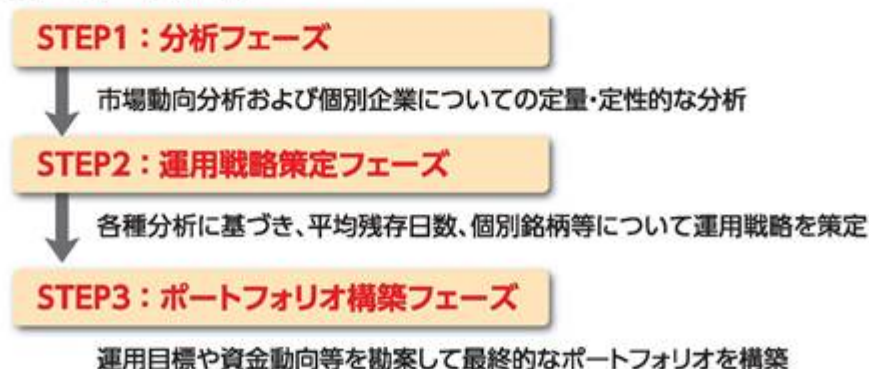 STEP1：分析フェーズ
市場動向分析および個別企業についての定量・定性的な分析
STEP2：運用戦略策定フェーズ
各種分析に基づき、平均残存日数、個別銘柄等について運用戦略を策定
STEP3：ポートフォリオ構築フェーズ
運用目標や資金動向等を勘案して最終的なポートフォリオを構築